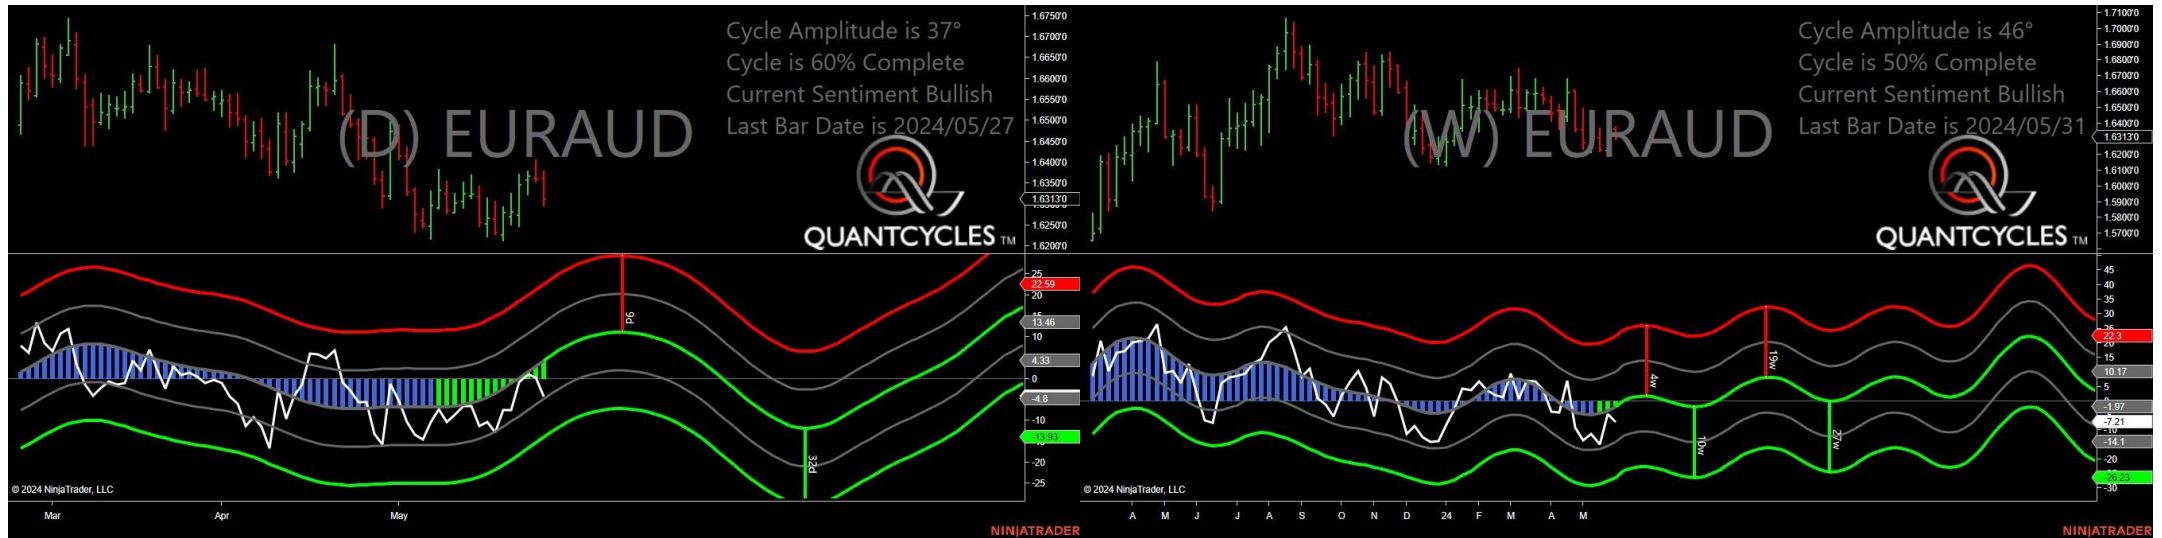 Cycle Amplitude is 37°
Cycle is 60% Complete
Current Sentiment Bullish
Last Bar Date is 2024/05/27
(D) EURAUD
QUANTCYCLES TM
1.6750'0
1.6700'0
1.6650'0
1.6600'0
1.6550'0
1.6500'0
1.6450'0
1.6400'0
1.6350'0
1.6313'0
1.6250'0
1.6200'0
25
22.59
20
13.46
10
4.33
0
-4.8
-10
-13.93
-20
-25
9d
32d
© 2024 NinjaTrader, LLC
Mar
Apr
May
NINJATRADER
Cycle Amplitude is 46°
Cycle is 50% Complete
Current Sentiment Bullish
Last Bar Date is 2024/05/31
(W) EURAUD
QUANTCYCLES TM
1.7100'0
1.7000'0
1.6900'0
1.6800'0
1.6700'0
1.6600'0
1.6500'0
1.6400'0
1.6313'0
1.6200'0
1.6100'0
1.6000'0
1.5900'0
1.5800'0
1.5700'0
45
40
35
30
22.3
20
15
10.17
5
-1.97
-7.21
-10
-14.1
-20
-26.23
-30
4w
10w
19w
27w
© 2024 NinjaTrader, LLC
A
M
J
J
A
S
O
N
D
24
F
M
A
M
NINJATRADER